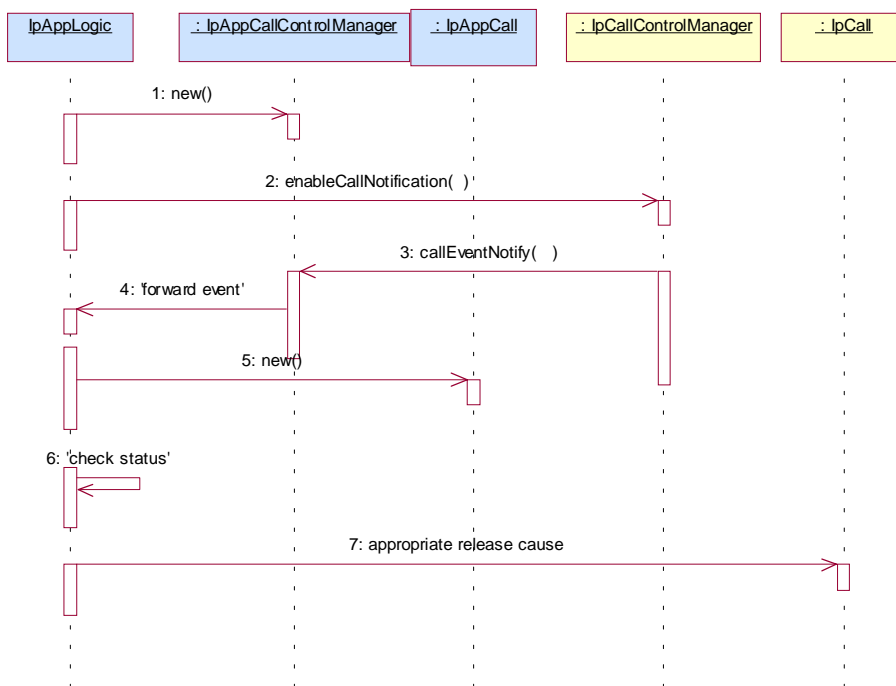 IpAppLogic
: IpAppCallControlManager
: IpAppCall
: IpCallControlManager
: IpCall
1: new()
2: enableCallNotification( )
3: callEventNotify( )
4: 'forward event'
5: new()
6: 'check status'
7: appropriate release cause